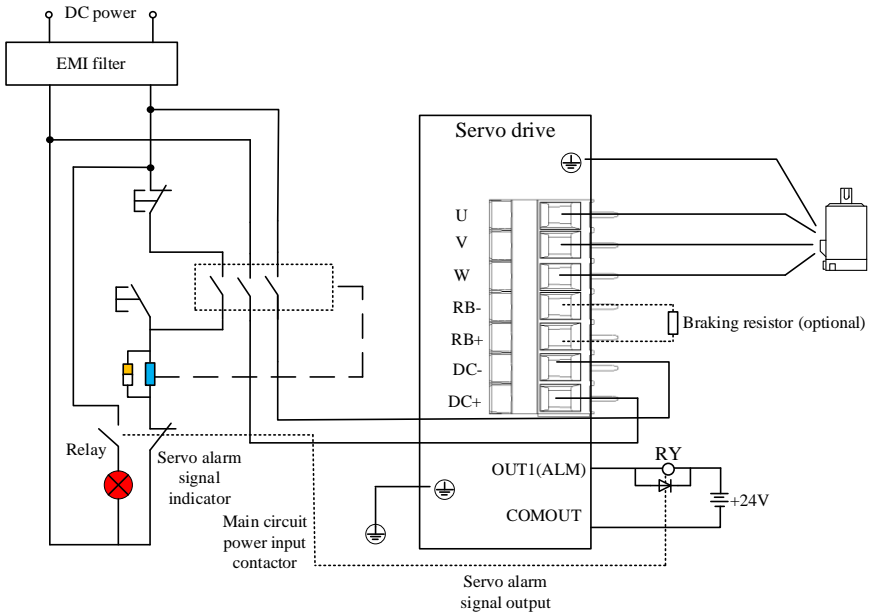 DC power
EMI filter
Servo drive
U
V
W
RB-
RB+
Braking resistor (optional)
DC-
DC+
Relay
Servo alarm
signal
indicator
OUT1(ALM)
RY
+24V
COMOUT
Main circuit
power input
contactor
Servo alarm
signal output